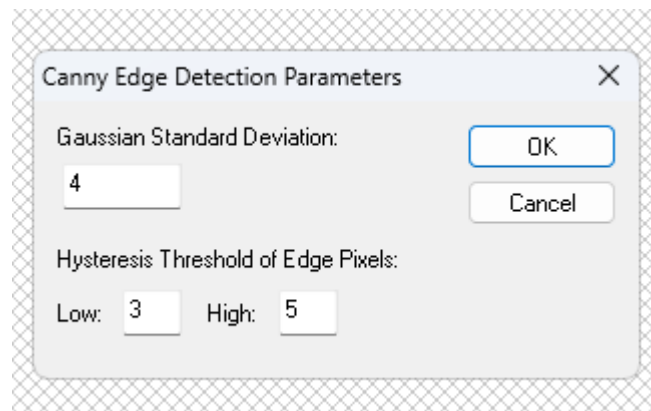 Canny Edge Detection Parameters
Gaussian Standard Deviation:
OK
4
Cancel
Hysteresis Threshold of Edge Pixels:
Low: 3 High: 5